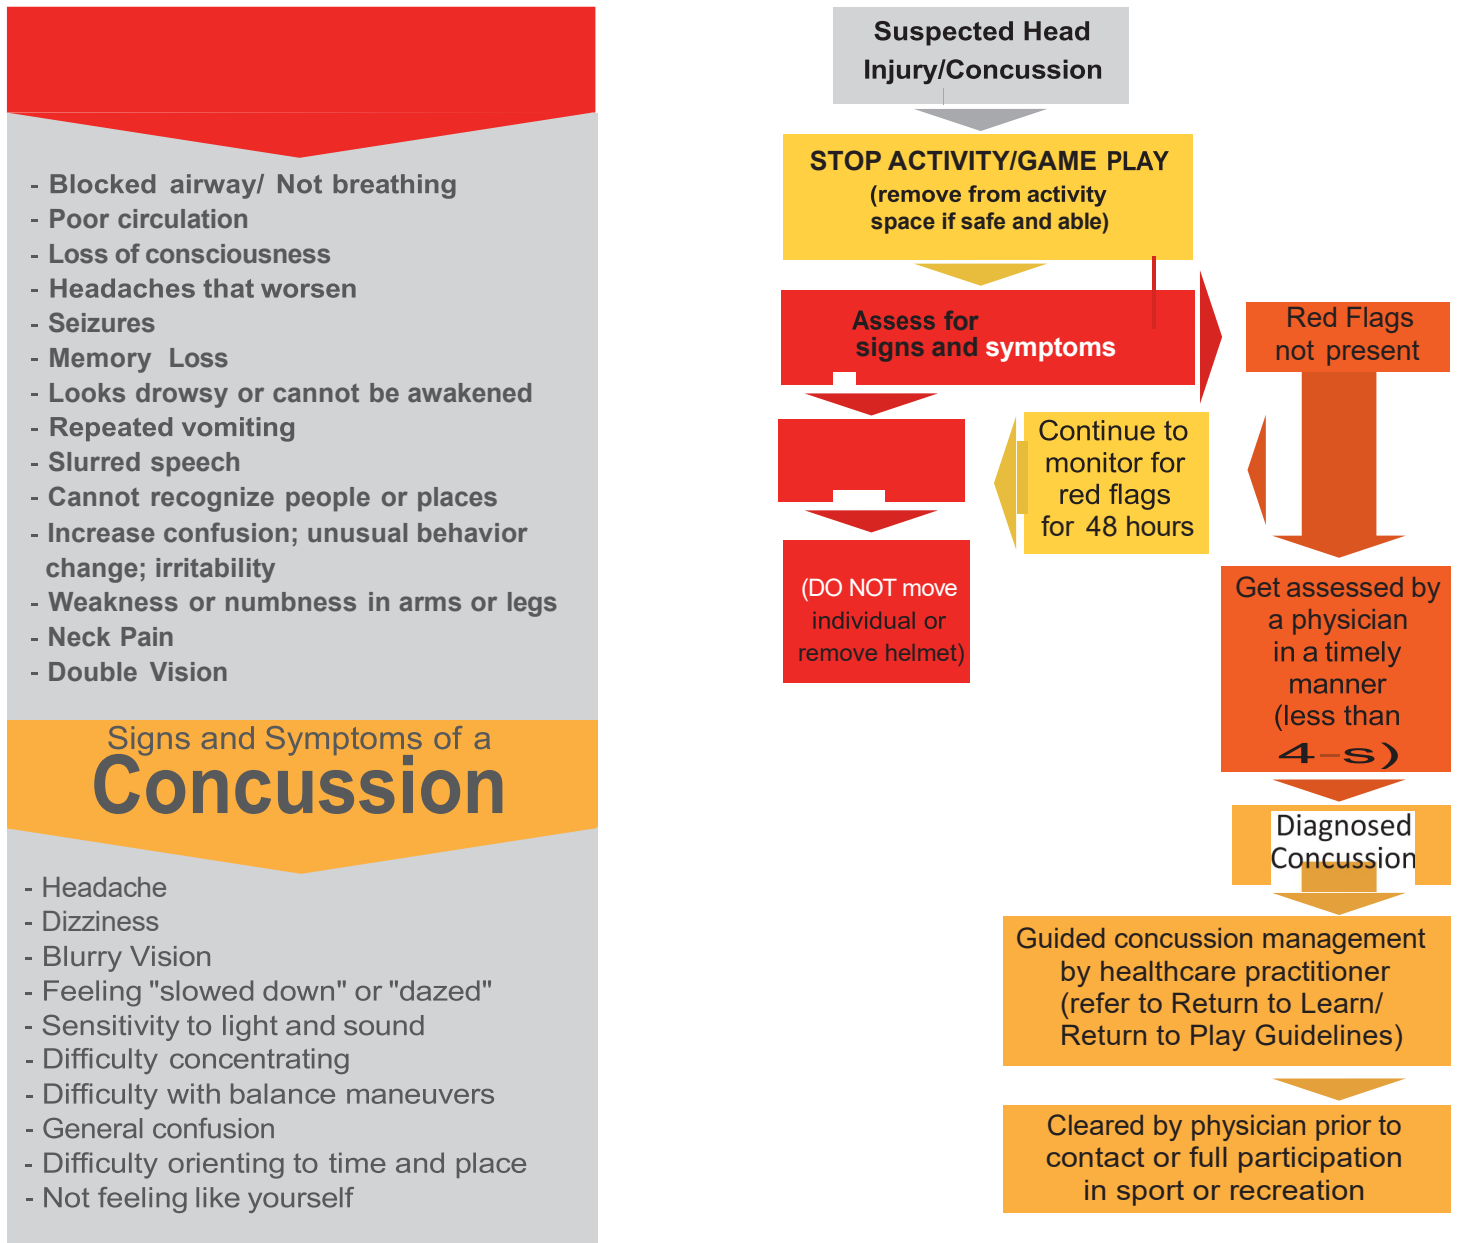 - Blocked airway/ Not breathing
- Poor circulation
- Loss of consciousness
- Headaches that worsen
- Seizures
- Memory Loss
- Looks drowsy or cannot be awakened
- Repeated vomiting
- Slurred speech
- Cannot recognize people or places
- Increase confusion; unusual behavior
change; irritability
- Weakness or numbness in arms or legs
- Neck Pain
- Double Vision
Signs and Symptoms of a
Concussion
- Headache
- Dizziness
- Blurry Vision
- Feeling "slowed down" or "dazed"
- Sensitivity to light and sound
- Difficulty concentrating
- Difficulty with balance maneuvers
- General confusion
- Difficulty orienting to time and place
- Not feeling like yourself
Suspected Head
Injury/Concussion
STOP ACTIVITY/GAME PLAY
(remove from activity
space if safe and able)
Assess for
signs and symptoms
Red Flags
not present
Continue to
monitor for
red flags
for 48 hours
(DO NOT move
individual or
remove helmet)
Get assessed by
a physician
in a timely
manner
(less than
4-s)
Diagnosed
Concussion
Guided concussion management
by healthcare practitioner
(refer to Return to Learn/
Return to Play Guidelines)
Cleared by physician prior to
contact or full participation
in sport or recreation